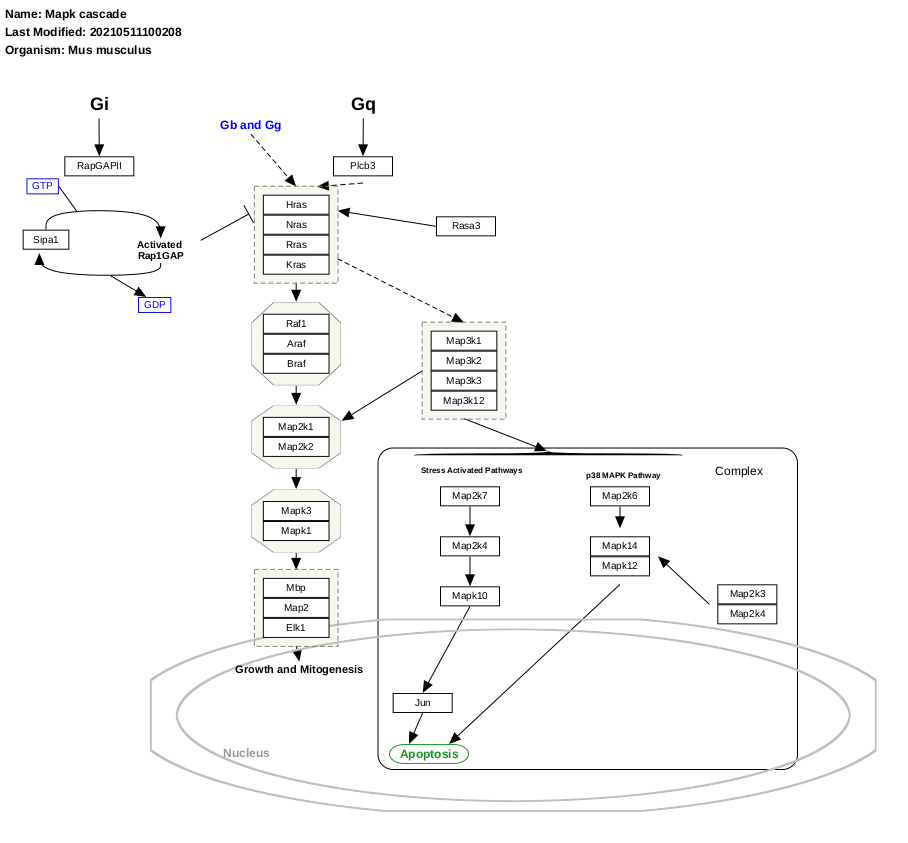 Name: Mapk cascade
Last Modified: 20210511100208
Organism: Mus musculus
Gi
Gq
Gb and Gg
RapGAPII
Plcb3
GTP
Hras
Nras
Rras
Kras
Rasa3
Sipa1
Activated
Rap1GAP
GDP
Raf1
Araf
Braf
Map3k1
Map3k2
Map3k3
Map3k12
Map2k1
Map2k2
Stress Activated Pathways
p38 MAPK Pathway
Complex
Map2k7
Map2k6
Mapk3
Mapk1
Map2k4
Mapk14
Mapk12
Mbp
Map2
Elk1
Mapk10
Map2k3
Map2k4
Growth and Mitogenesis
Jun
Nucleus
Apoptosis